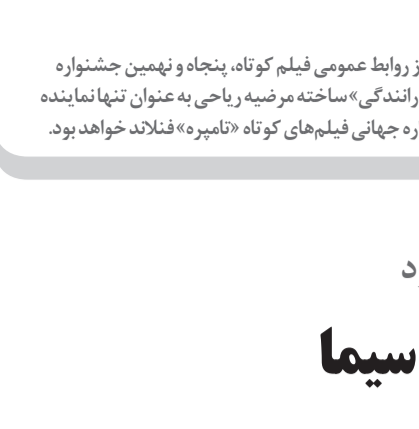 ز روابط عمومی فیلم کوتاه، پنجاه و نهمین جشنواره
رانندگی» ساخته مرضیه ریاحی به عنوان تنها نماینده
ره جهانی فیلم‌های کوتاه «تامپره» فنلاند خواهد بود.
ود
سیما